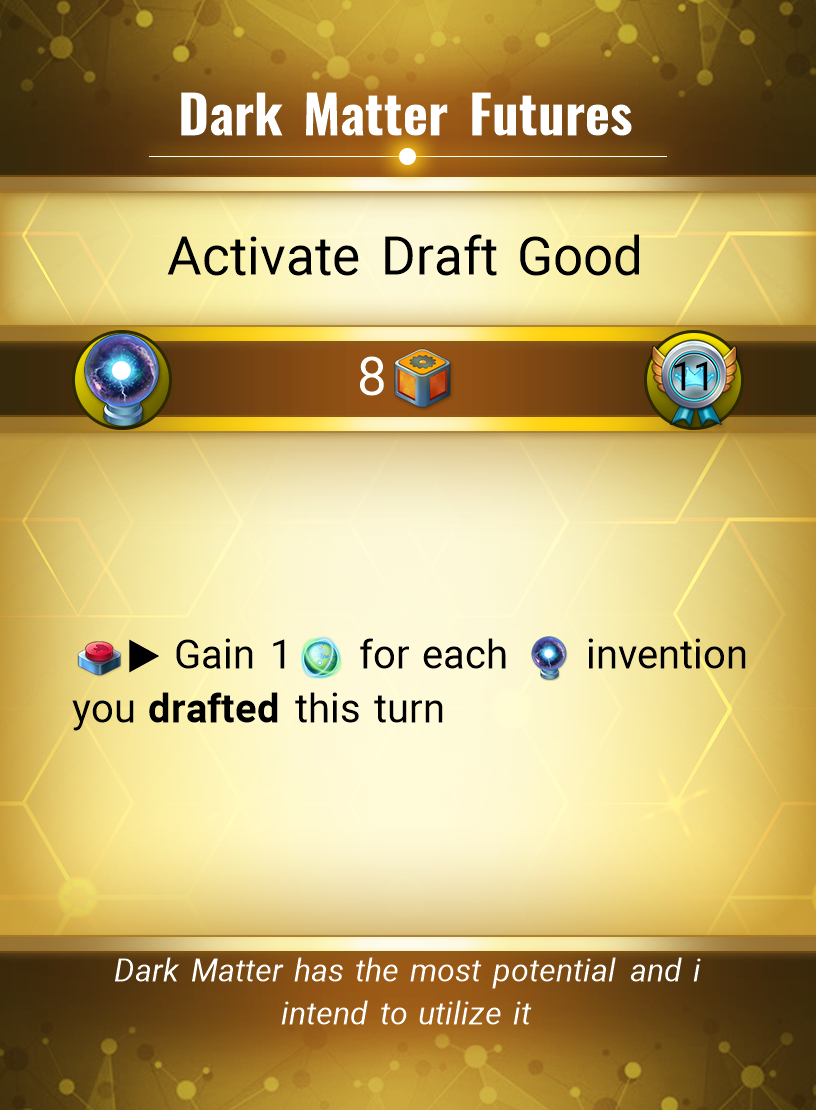 Dark Matter Futures
Activate Draft Good
8
11
Gain 1 for each invention
you drafted this turn
Dark Matter has the most potential and i
intend to utilize it